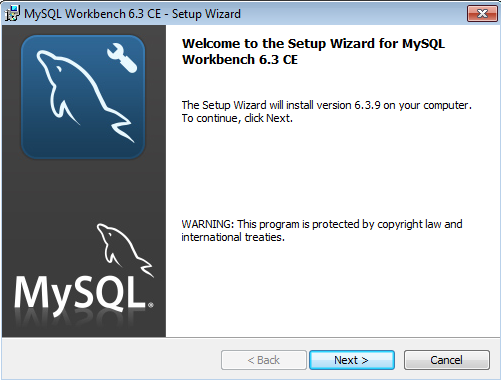 MySQL Workbench 6.3 CE - Setup Wizard
Welcome to the Setup Wizard for MySQL
Workbench 6.3 CE
The Setup Wizard will install version 6.3.9 on your computer.
To continue, click Next.
WARNING: This program is protected by copyright law and
international treaties.
MySQL®
< Back
Next >
Cancel